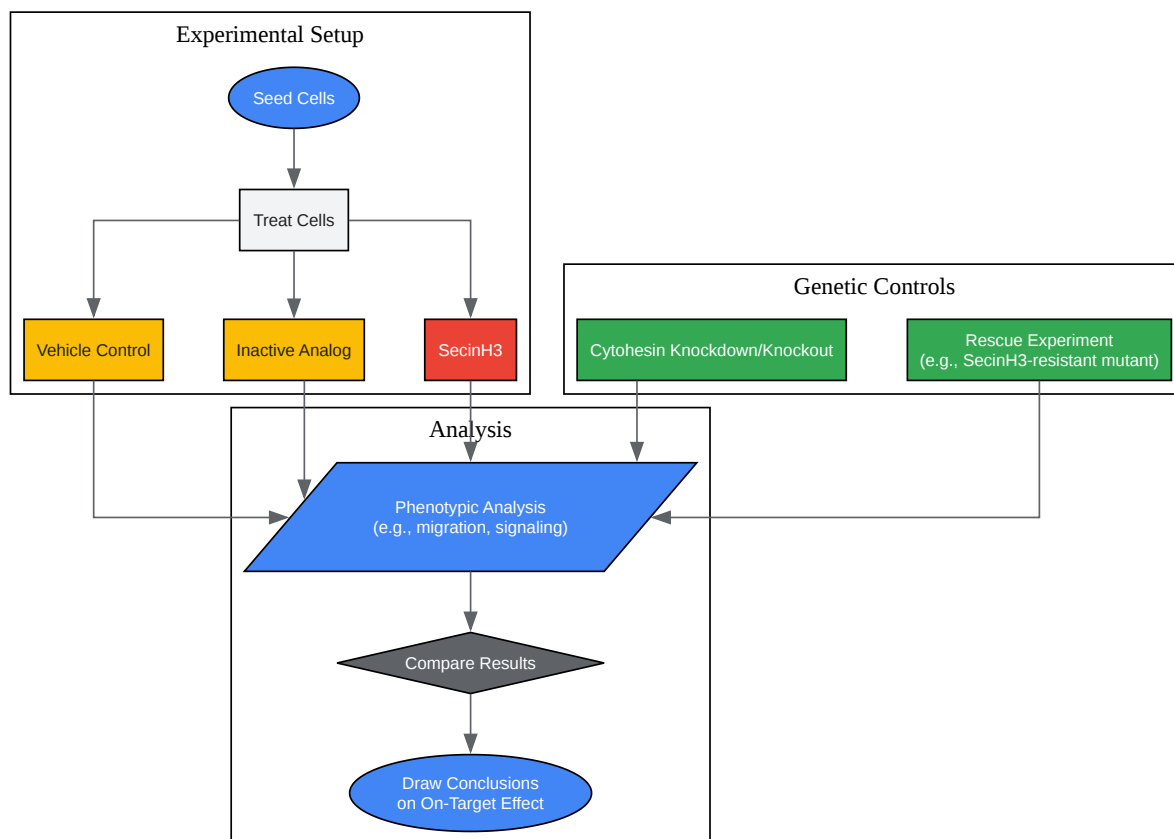 Experimental Setup
Seed Cells
Treat Cells
Genetic Controls
Vehicle Control
Inactive Analog
SecinH3
Cytohesin Knockdown/Knockout
Rescue Experiment
(e.g., SecinH3-resistant mutant)
Analysis
Phenotypic Analysis
(e.g., migration, signaling)
Compare Results
Draw Conclusions
on On-Target Effect